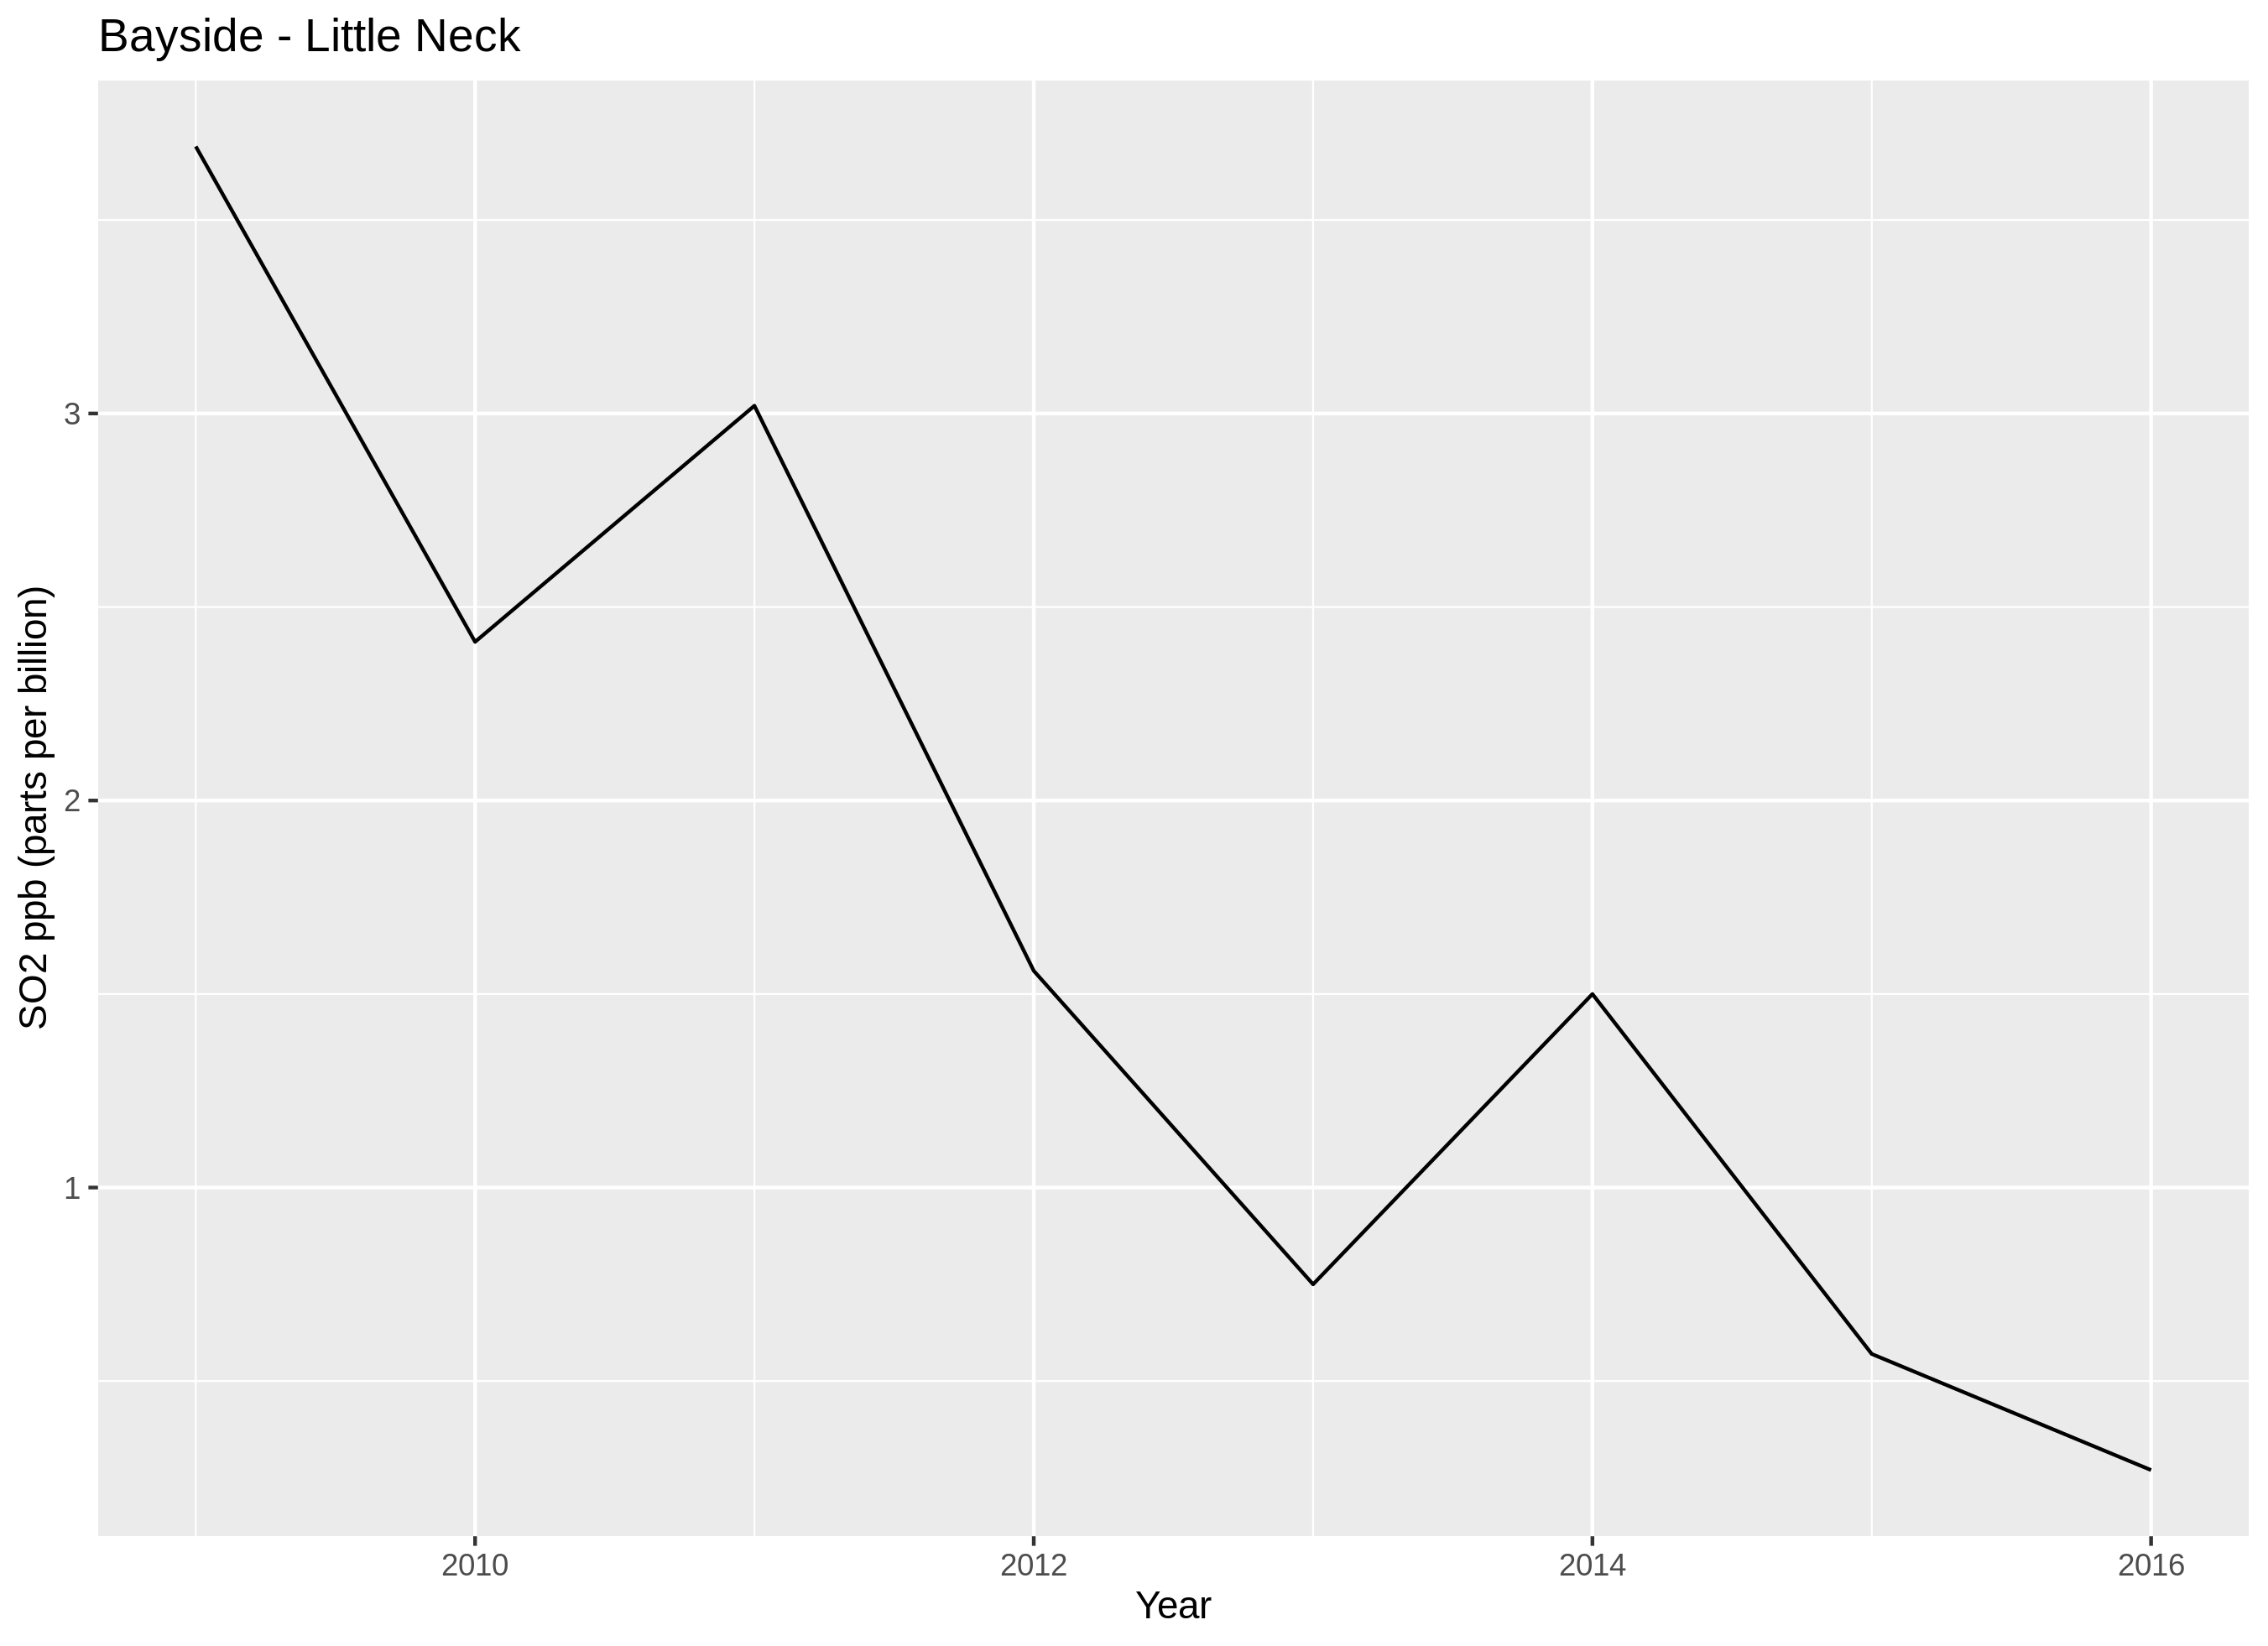 Bayside - Little Neck
SO2 ppb (parts per billion)
3
2
1
2010
2012
2014
2016
Year